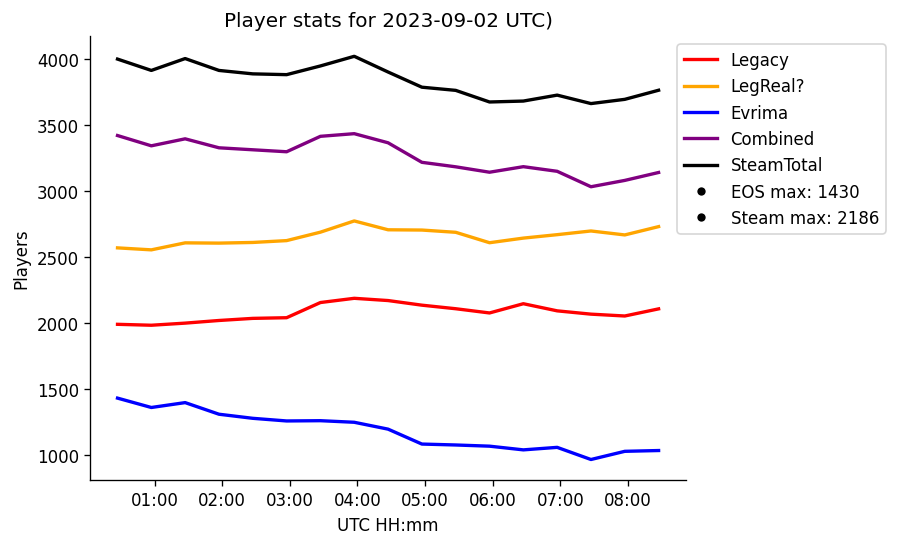 Player stats for 2023-09-02 UTC)
Players
4000
3500
3000
2500
2000
1500
1000
01:00 02:00 03:00 04:00 05:00 06:00 07:00 08:00
UTC HH:mm
Legacy
LegReal?
Evrima
Combined
SteamTotal
EOS max: 1430
Steam max: 2186